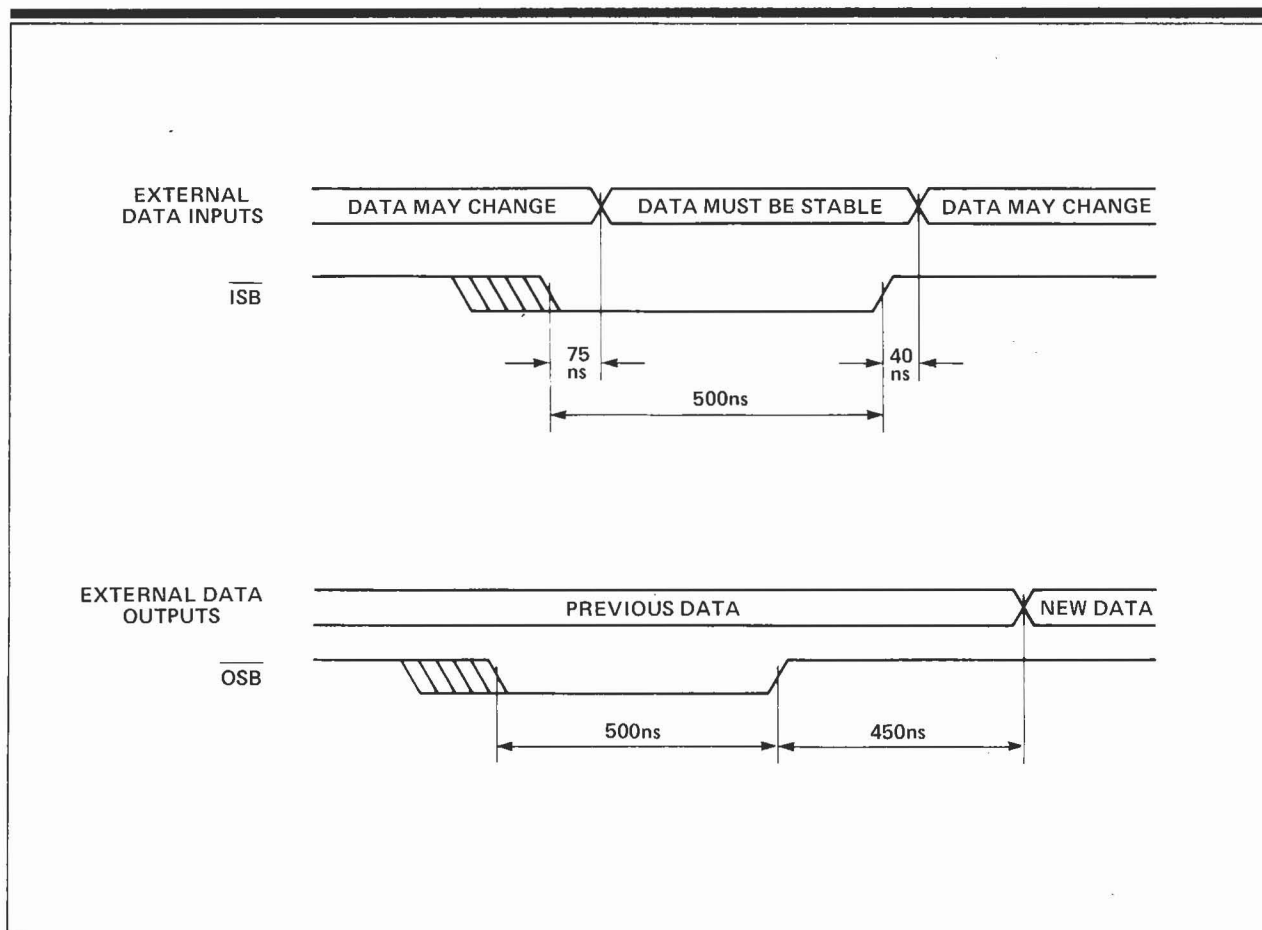 EXTERNAL
DATA INPUTS
DATA MAY CHANGE
DATA MUST BE STABLE
DATA MAY CHANGE
ISB
75
ns
40
ns
500ns
EXTERNAL DATA
OUTPUTS
PREVIOUS DATA
NEW DATA
OSB
500ns
450ns